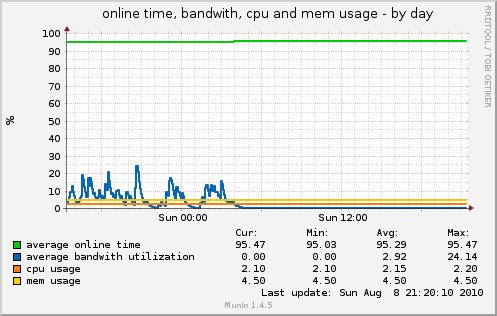 online time, bandwith, cpu and mem usage - by day
RRDTOOL / TOBI OETIKER
%
100
90
80
70
60
50
40
30
20
10
0
Sun 00:00 Sun 12:00
Cur: Min: Avg: Max:
average online time 95.47 95.03 95.29 95.47
average bandwith utilization 0.00 0.00 2.92 24.14
cpu usage 2.10 2.10 2.15 2.20
mem usage 4.50 4.50 4.50 4.50
Last update: Sun Aug 8 21:20:10 2010
Munin 1.4.5